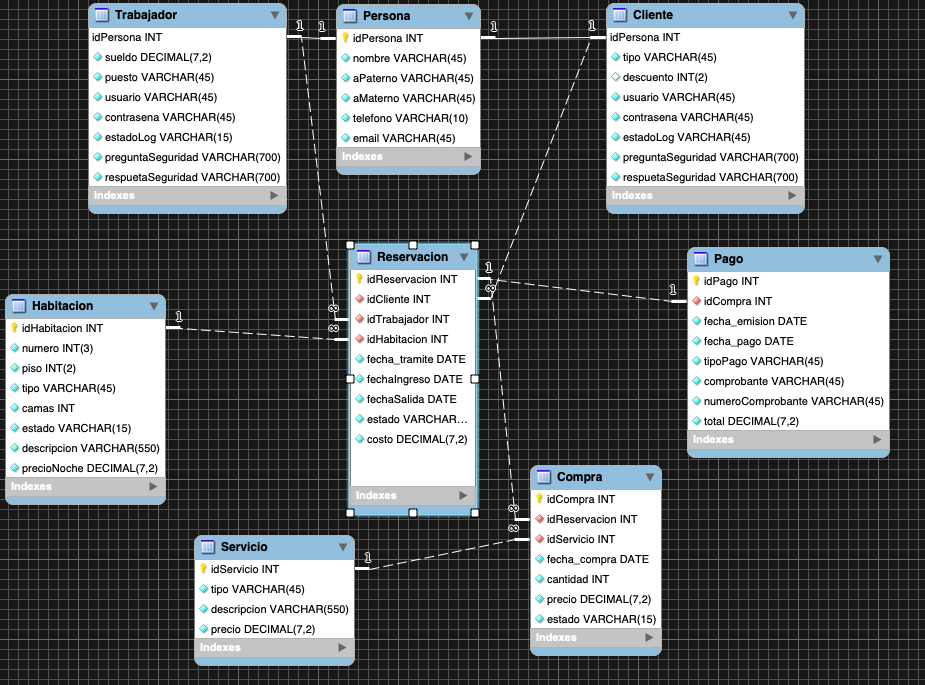 Trabajador
idPersona INT
sueldo DECIMAL(7,2)
puesto VARCHAR(45)
usuario VARCHAR(45)
contrasena VARCHAR(45)
estadoLog VARCHAR(15)
preguntaSeguridad VARCHAR(700)
respuetaSeguridad VARCHAR(700)
Indexes
1
1
Persona
idPersona INT
nombre VARCHAR(45)
aPaterno VARCHAR(45)
aMaterno VARCHAR(45)
telefono VARCHAR(10)
email VARCHAR(45)
Indexes
1
1
Cliente
idPersona INT
tipo VARCHAR(45)
descuento INT(2)
usuario VARCHAR(45)
contrasena VARCHAR(45)
estadoLog VARCHAR(45)
preguntaSeguridad VARCHAR(700)
respuetaSeguridad VARCHAR(700)
Indexes
Habitacion
idHabitacion INT
numero INT(3)
piso INT(2)
tipo VARCHAR(45)
camas INT
estado VARCHAR(15)
descripcion VARCHAR(550)
precioNoche DECIMAL(7,2)
Indexes
1
∞
∞
Reservacion
idReservacion INT
idCliente INT
idTrabajador INT
idHabitacion INT
fecha_tramite DATE
fechaIngreso DATE
fechaSalida DATE
estado VARCHAR...
costo DECIMAL(7,2)
Indexes
1
∞
1
Pago
idPago INT
idCompra INT
fecha_emision DATE
fecha_pago DATE
tipoPago VARCHAR(45)
comprobante VARCHAR(45)
numeroComprobante VARCHAR(45)
total DECIMAL(7,2)
Indexes
Servicio
idServicio INT
tipo VARCHAR(45)
descripcion VARCHAR(550)
precio DECIMAL(7,2)
Indexes
1
∞
∞
Compra
idCompra INT
idReservacion INT
idServicio INT
fecha_compra DATE
cantidad INT
precio DECIMAL(7,2)
estado VARCHAR(15)
Indexes